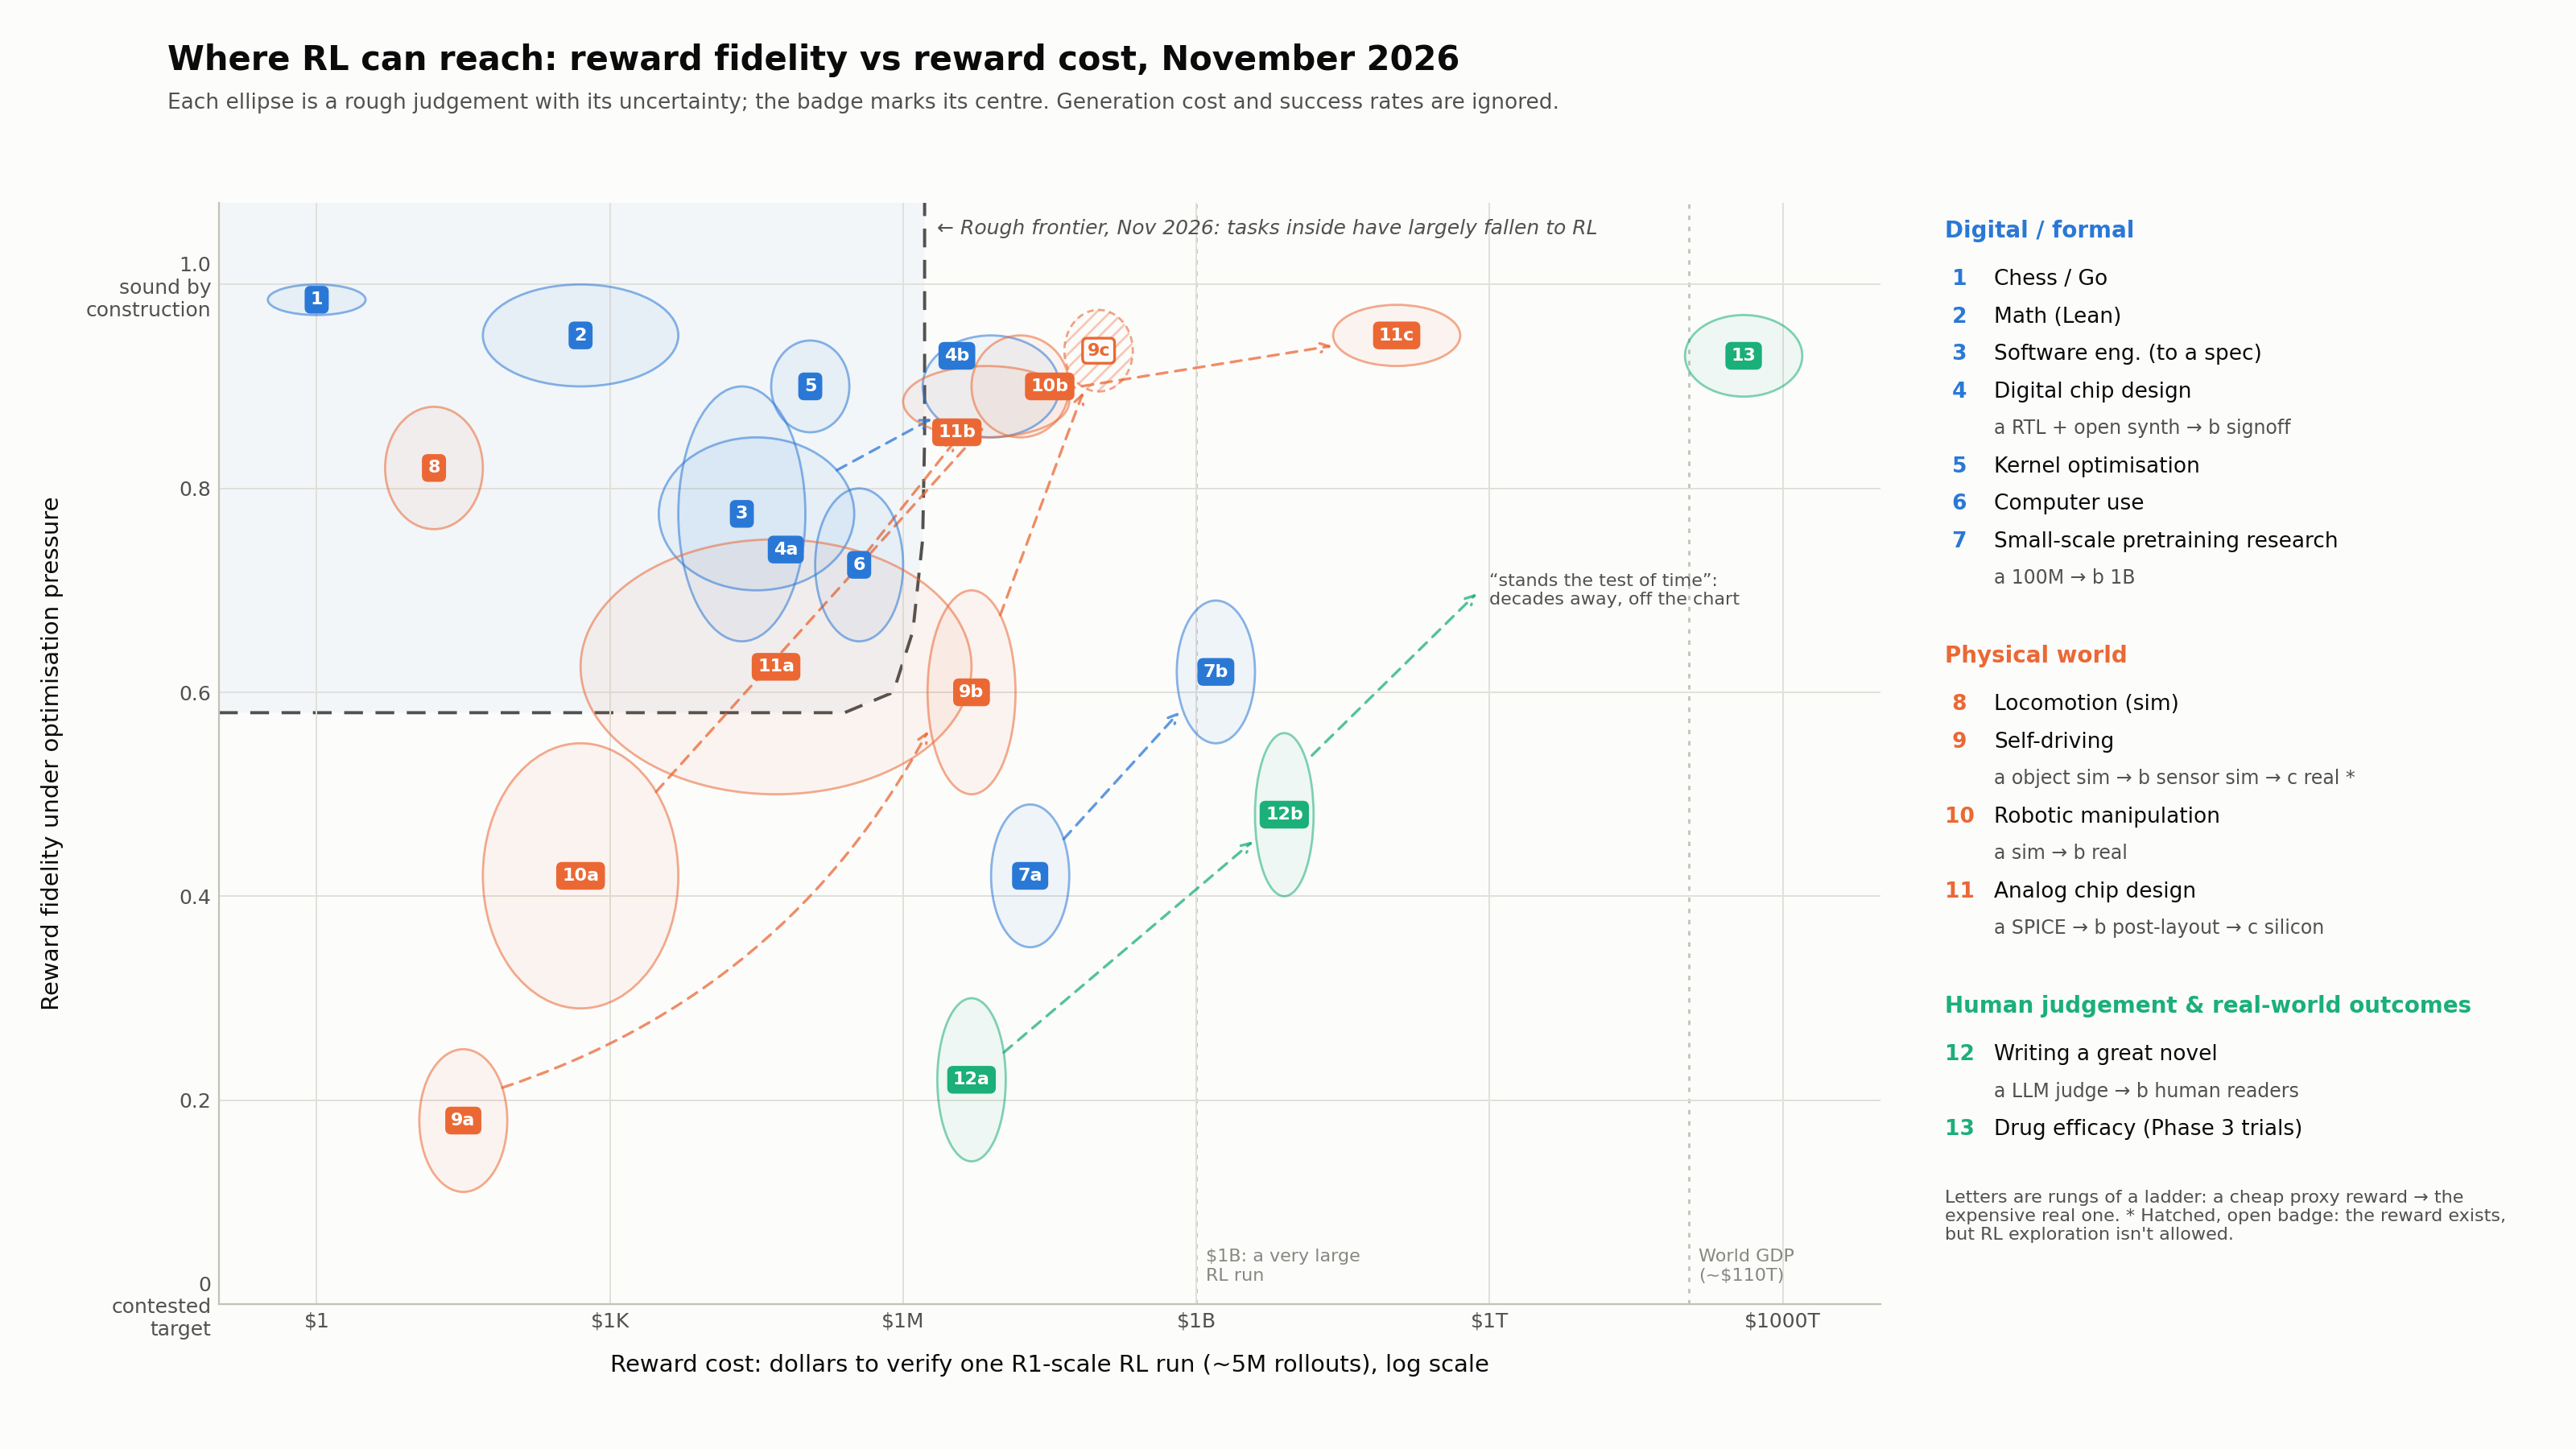 Where RL can reach: reward fidelity vs reward cost, November 2026
Each ellipse is a rough judgement with its uncertainty; the badge marks its centre. Generation cost and success rates are ignored.
← Rough frontier, Nov 2026: tasks inside have largely fallen to RL
Reward fidelity under optimisation pressure
1.0
sound by
construction
0.8
0.6
0.4
0.2
0
contested
target
1
2
3
4a
4b
5
6
7a
7b
8
9a
9b
9c
10a
10b
11a
11b
11c
12a
12b
13
“stands the test of time”:
decades away, off the chart
$1B: a very large
RL run
World GDP
(~$110T)
$1
$1K
$1M
$1B
$1T
$1000T
Reward cost: dollars to verify one R1-scale RL run (~5M rollouts), log scale
Digital / formal
1 Chess / Go
2 Math (Lean)
3 Software eng. (to a spec)
4 Digital chip design
a RTL + open synth → b signoff
5 Kernel optimisation
6 Computer use
7 Small-scale pretraining research
a 100M → b 1B
Physical world
8 Locomotion (sim)
9 Self-driving
a object sim → b sensor sim → c real *
10 Robotic manipulation
a sim → b real
11 Analog chip design
a SPICE → b post-layout → c silicon
Human judgement & real-world outcomes
12 Writing a great novel
a LLM judge → b human readers
13 Drug efficacy (Phase 3 trials)
Letters are rungs of a ladder: a cheap proxy reward → the
expensive real one. * Hatched, open badge: the reward exists,
but RL exploration isn't allowed.